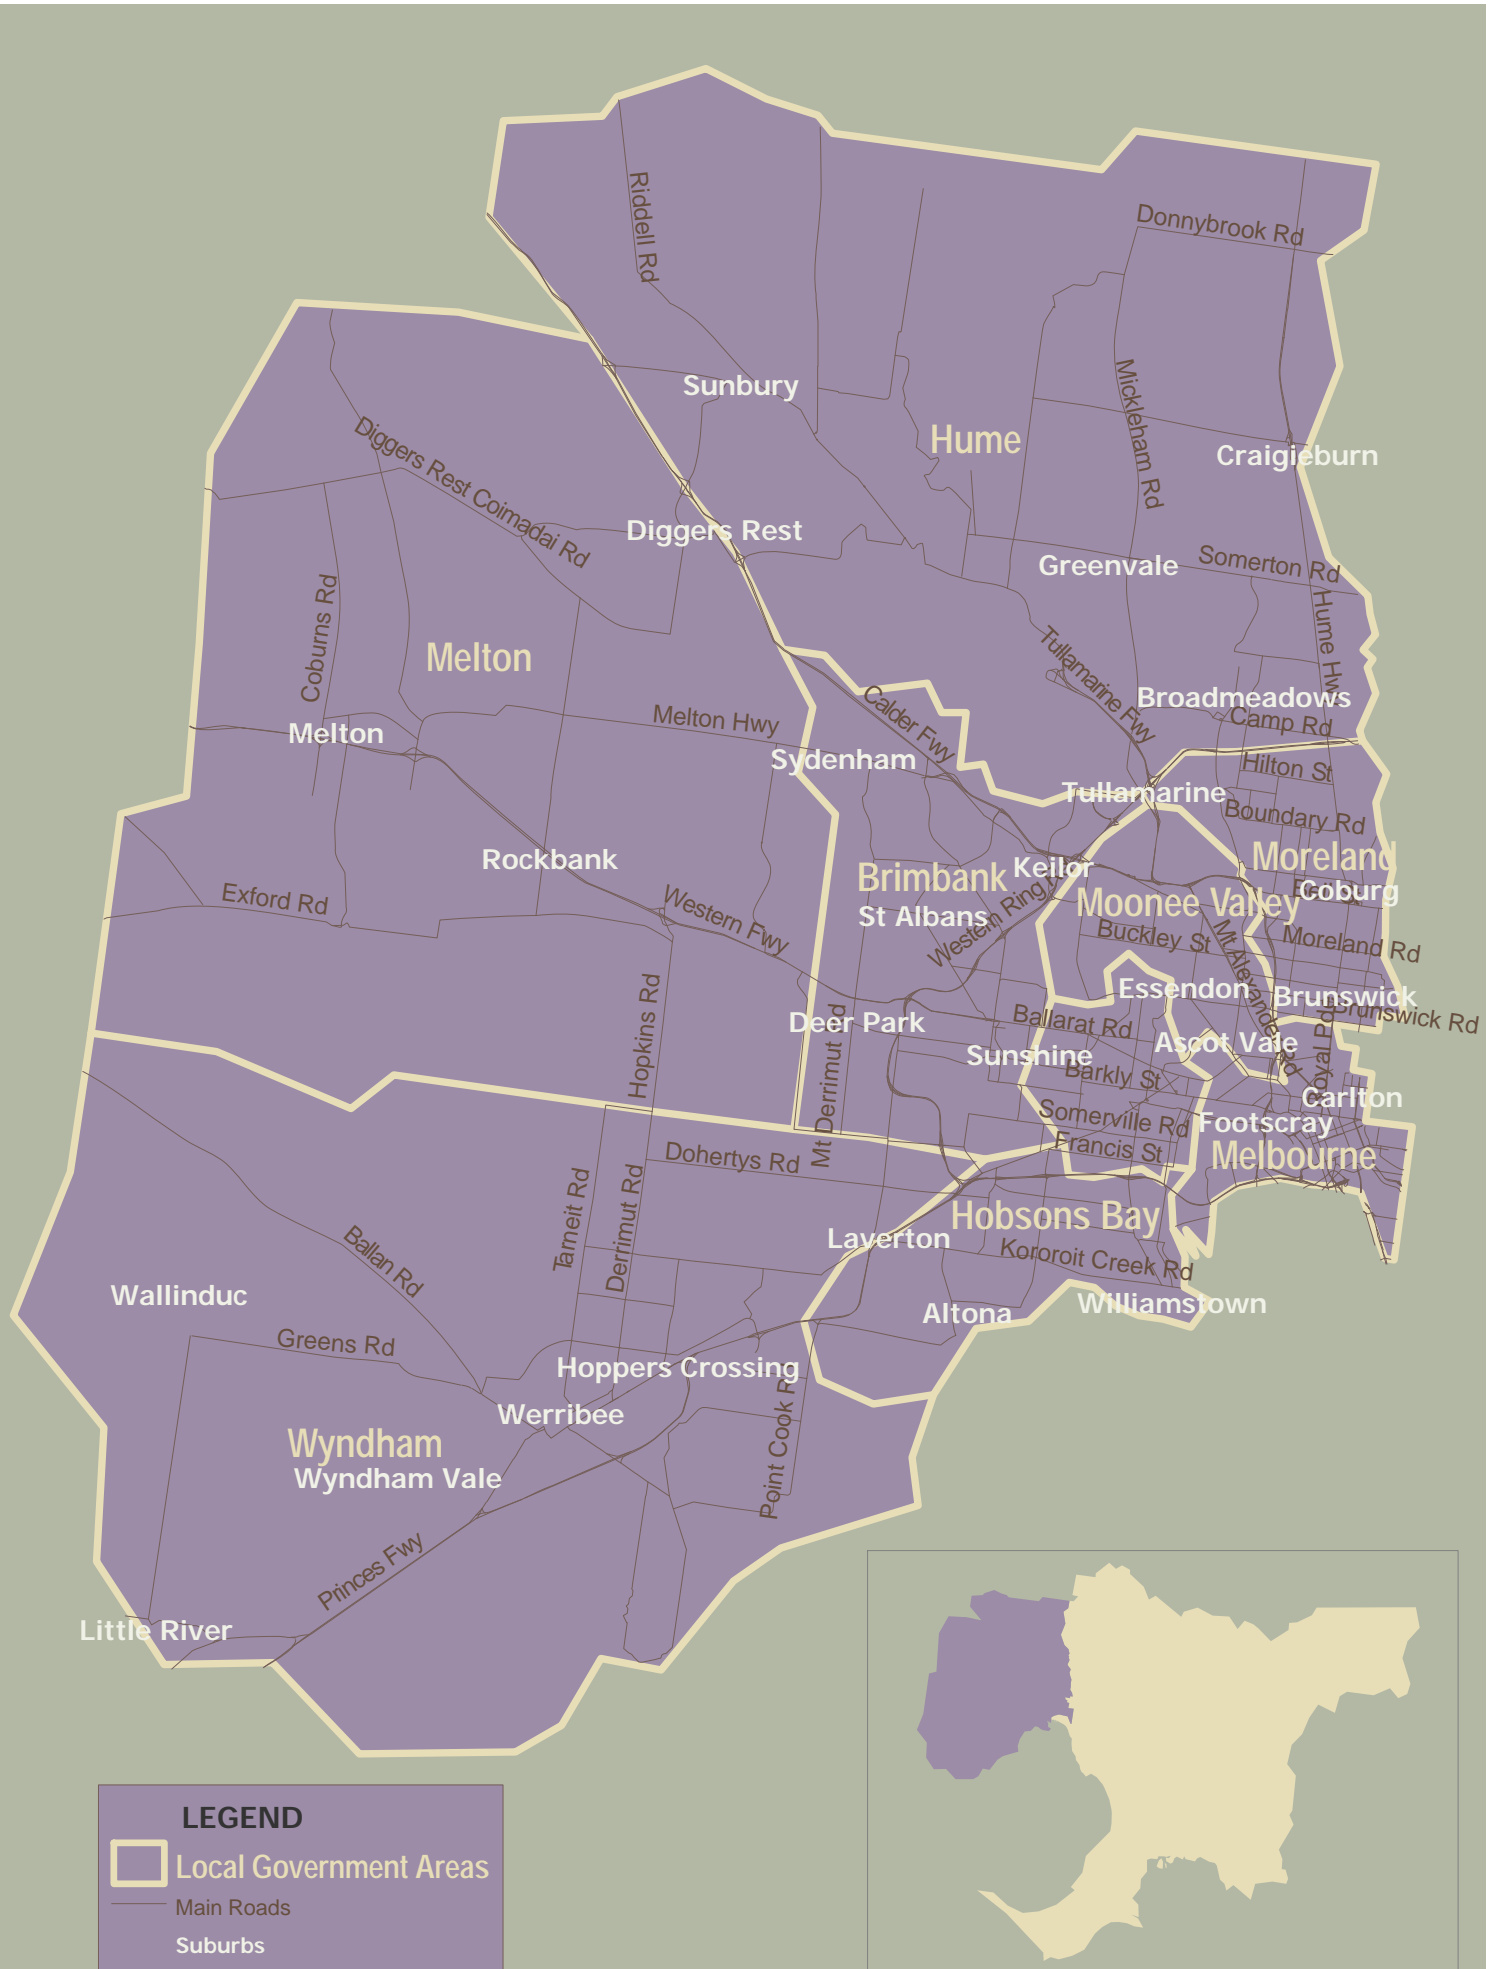 Riddell Rd
Donnybrook Rd
Sunbury
Mickleham Rd
Hume
Craigieburn
Diggers Rest Coimadai Rd
Diggers Rest
Greenvale
Somerton Rd
Coburns Rd
Hume Hwy
Melton
Tullamarine Fwy
Calder Fwy
Broadmeadows
Melton Hwy
Camp Rd
Melton
Sydenham
Hilton St
Tullamarine
Boundary Rd
Rockbank
Moreland
Brimbank
Keilor
Coburg
Exford Rd
Moonee Valley
Western Fwy
St Albans
Western Ring
Buckley St
Mt Alexander Rd
Moreland Rd
Essendon
Brunswick
Hopkins Rd
Deer Park
Ballarat Rd
Brunswick Rd
Ascot Vale
Sunshine
Royal Pde
Barkly St
Mt Derrimut Rd
Carlton
Somerville Rd
Footscray
Francis St
Melbourne
Dohertys Rd
Tarneit Rd
Derrimut Rd
Hobsons Bay
Laverton
Kororoit Creek Rd
Ballan Rd
Wallinduc
Williamstown
Altona
Greens Rd
Hoppers Crossing
Werribee
Point Cook Rd
Wyndham
Wyndham Vale
Princes Fwy
Little River
LEGEND
Local Government Areas
Main Roads
Suburbs